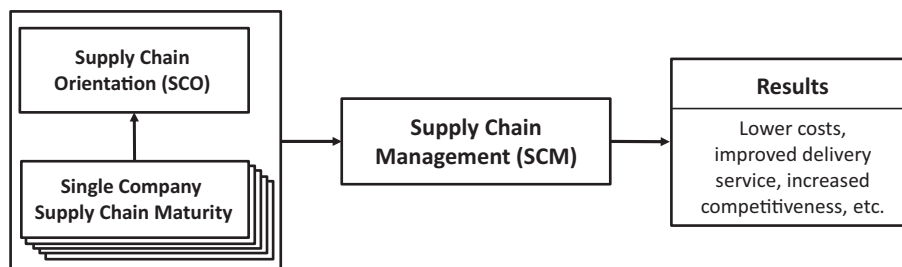 Supply Chain
Orientation (SCO)
Single Company
Supply Chain Maturity
Supply Chain
Management (SCM)
Results
Lower costs,
improved delivery
service, increased
competitiveness, etc.